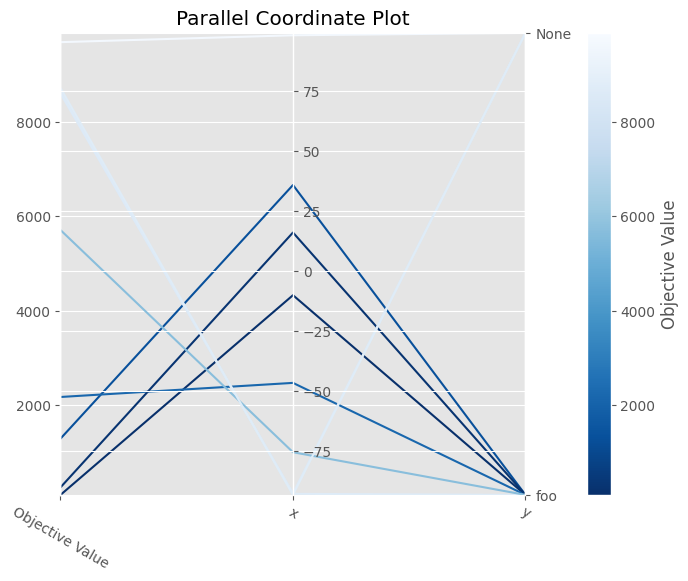 Parallel Coordinate Plot
8000
6000
4000
2000
Objective Value
75
50
25
0
−25
−50
−75
x
None
foo
y
8000
6000
4000
2000
Objective Value